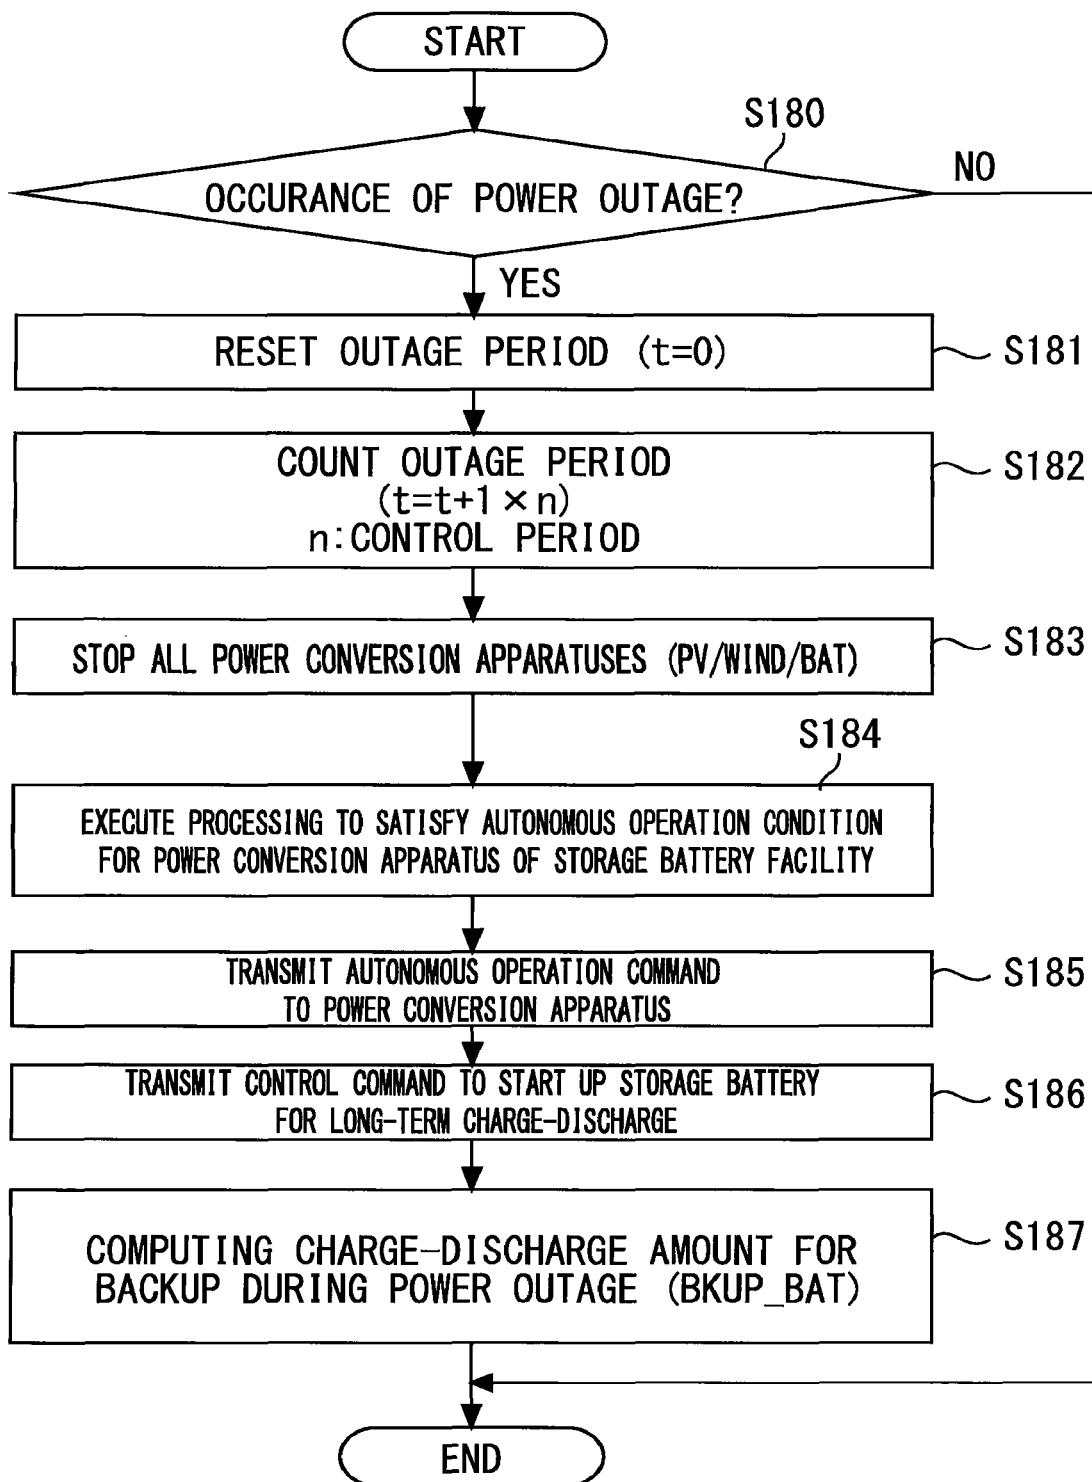 START
S180
NO
OCCURANCE OF POWER OUTAGE?
YES
RESET OUTAGE PERIOD (t=0)
S181
COUNT OUTAGE PERIOD
(t=t+1×n)
n:CONTROL PERIOD
S182
STOP ALL POWER CONVERSION APPARATUSES (PV/WIND/BAT)
S183
S184
EXECUTE PROCESSING TO SATISFY AUTONOMOUS OPERATION CONDITION
FOR POWER CONVERSION APPARATUS OF STORAGE BATTERY FACILITY
TRANSMIT AUTONOMOUS OPERATION COMMAND
TO POWER CONVERSION APPARATUS
S185
TRANSMIT CONTROL COMMAND TO START UP STORAGE BATTERY
FOR LONG-TERM CHARGE-DISCHARGE
S186
COMPUTING CHARGE-DISCHARGE AMOUNT FOR
BACKUP DURING POWER OUTAGE (BKUP_BAT)
S187
END